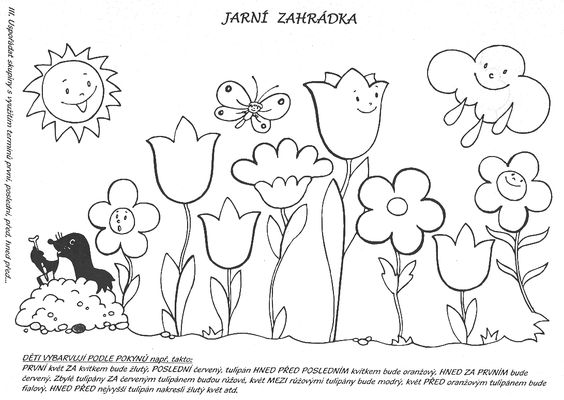 JARNÍ ZAHRÁDKA
III. Uspořádat skupiny s využitím termínů první, poslední, před, hned před...
DĚTI VYBARVUJÍ PODLE POKYNŮ např. takto:
PRVNÍ květ ZA kvítkem bude žlutý, POSLEDNÍ červený, tulipán HNED PŘED POSLEDNÍM kvítkem bude oranžový, HNED ZA PRVNÍM bude
červený. Zbylé tulipány ZA červeným tulipánem budou růžové, květ MEZI růžovými tulipány bude modrý, květ PŘED oranžovým tulipánem bude
fialový. HNED PŘED nejvyšší tulipán nakresli žlutý květ atd.